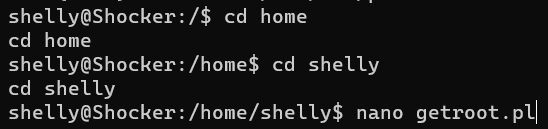 shelly@Shocker:/$ cd home
cd home
shelly@Shocker:/home$ cd shelly
cd shelly
shelly@Shocker:/home/shelly$ nano getroot.pl